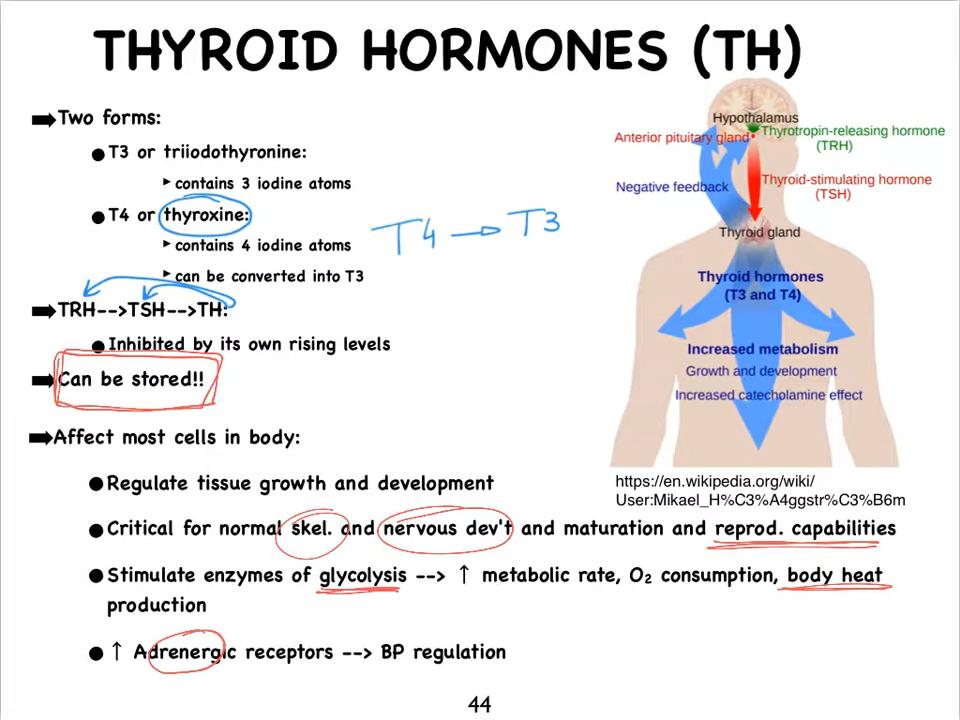 THYROID HORMONES (TH)
➡Two forms:
●T3 or triiodothyronine:
‣contains 3 iodine atoms
●T4 or thyroxine:
‣contains 4 iodine atoms
‣can be converted into T3
T4 → T3
➡TRH-->TSH-->TH:
●Inhibited by its own rising levels
➡Can be stored!!
➡Affect most cells in body:
●Regulate tissue growth and development
●Critical for normal skel. and nervous dev't and maturation and reprod. capabilities
●Stimulate enzymes of glycolysis --> ↑ metabolic rate, O₂ consumption, body heat
production
●↑ Adrenergic receptors --> BP regulation
Hypothalamus
Anterior pituitary gland
Thyrotropin-releasing hormone
(TRH)
Negative feedback
Thyroid-stimulating hormone
(TSH)
Thyroid gland
Thyroid hormones
(T3 and T4)
Increased metabolism
Growth and development
Increased catecholamine effect
https://en.wikipedia.org/wiki/
User:Mikael_H%C3%A4ggstr%C3%B6m
44